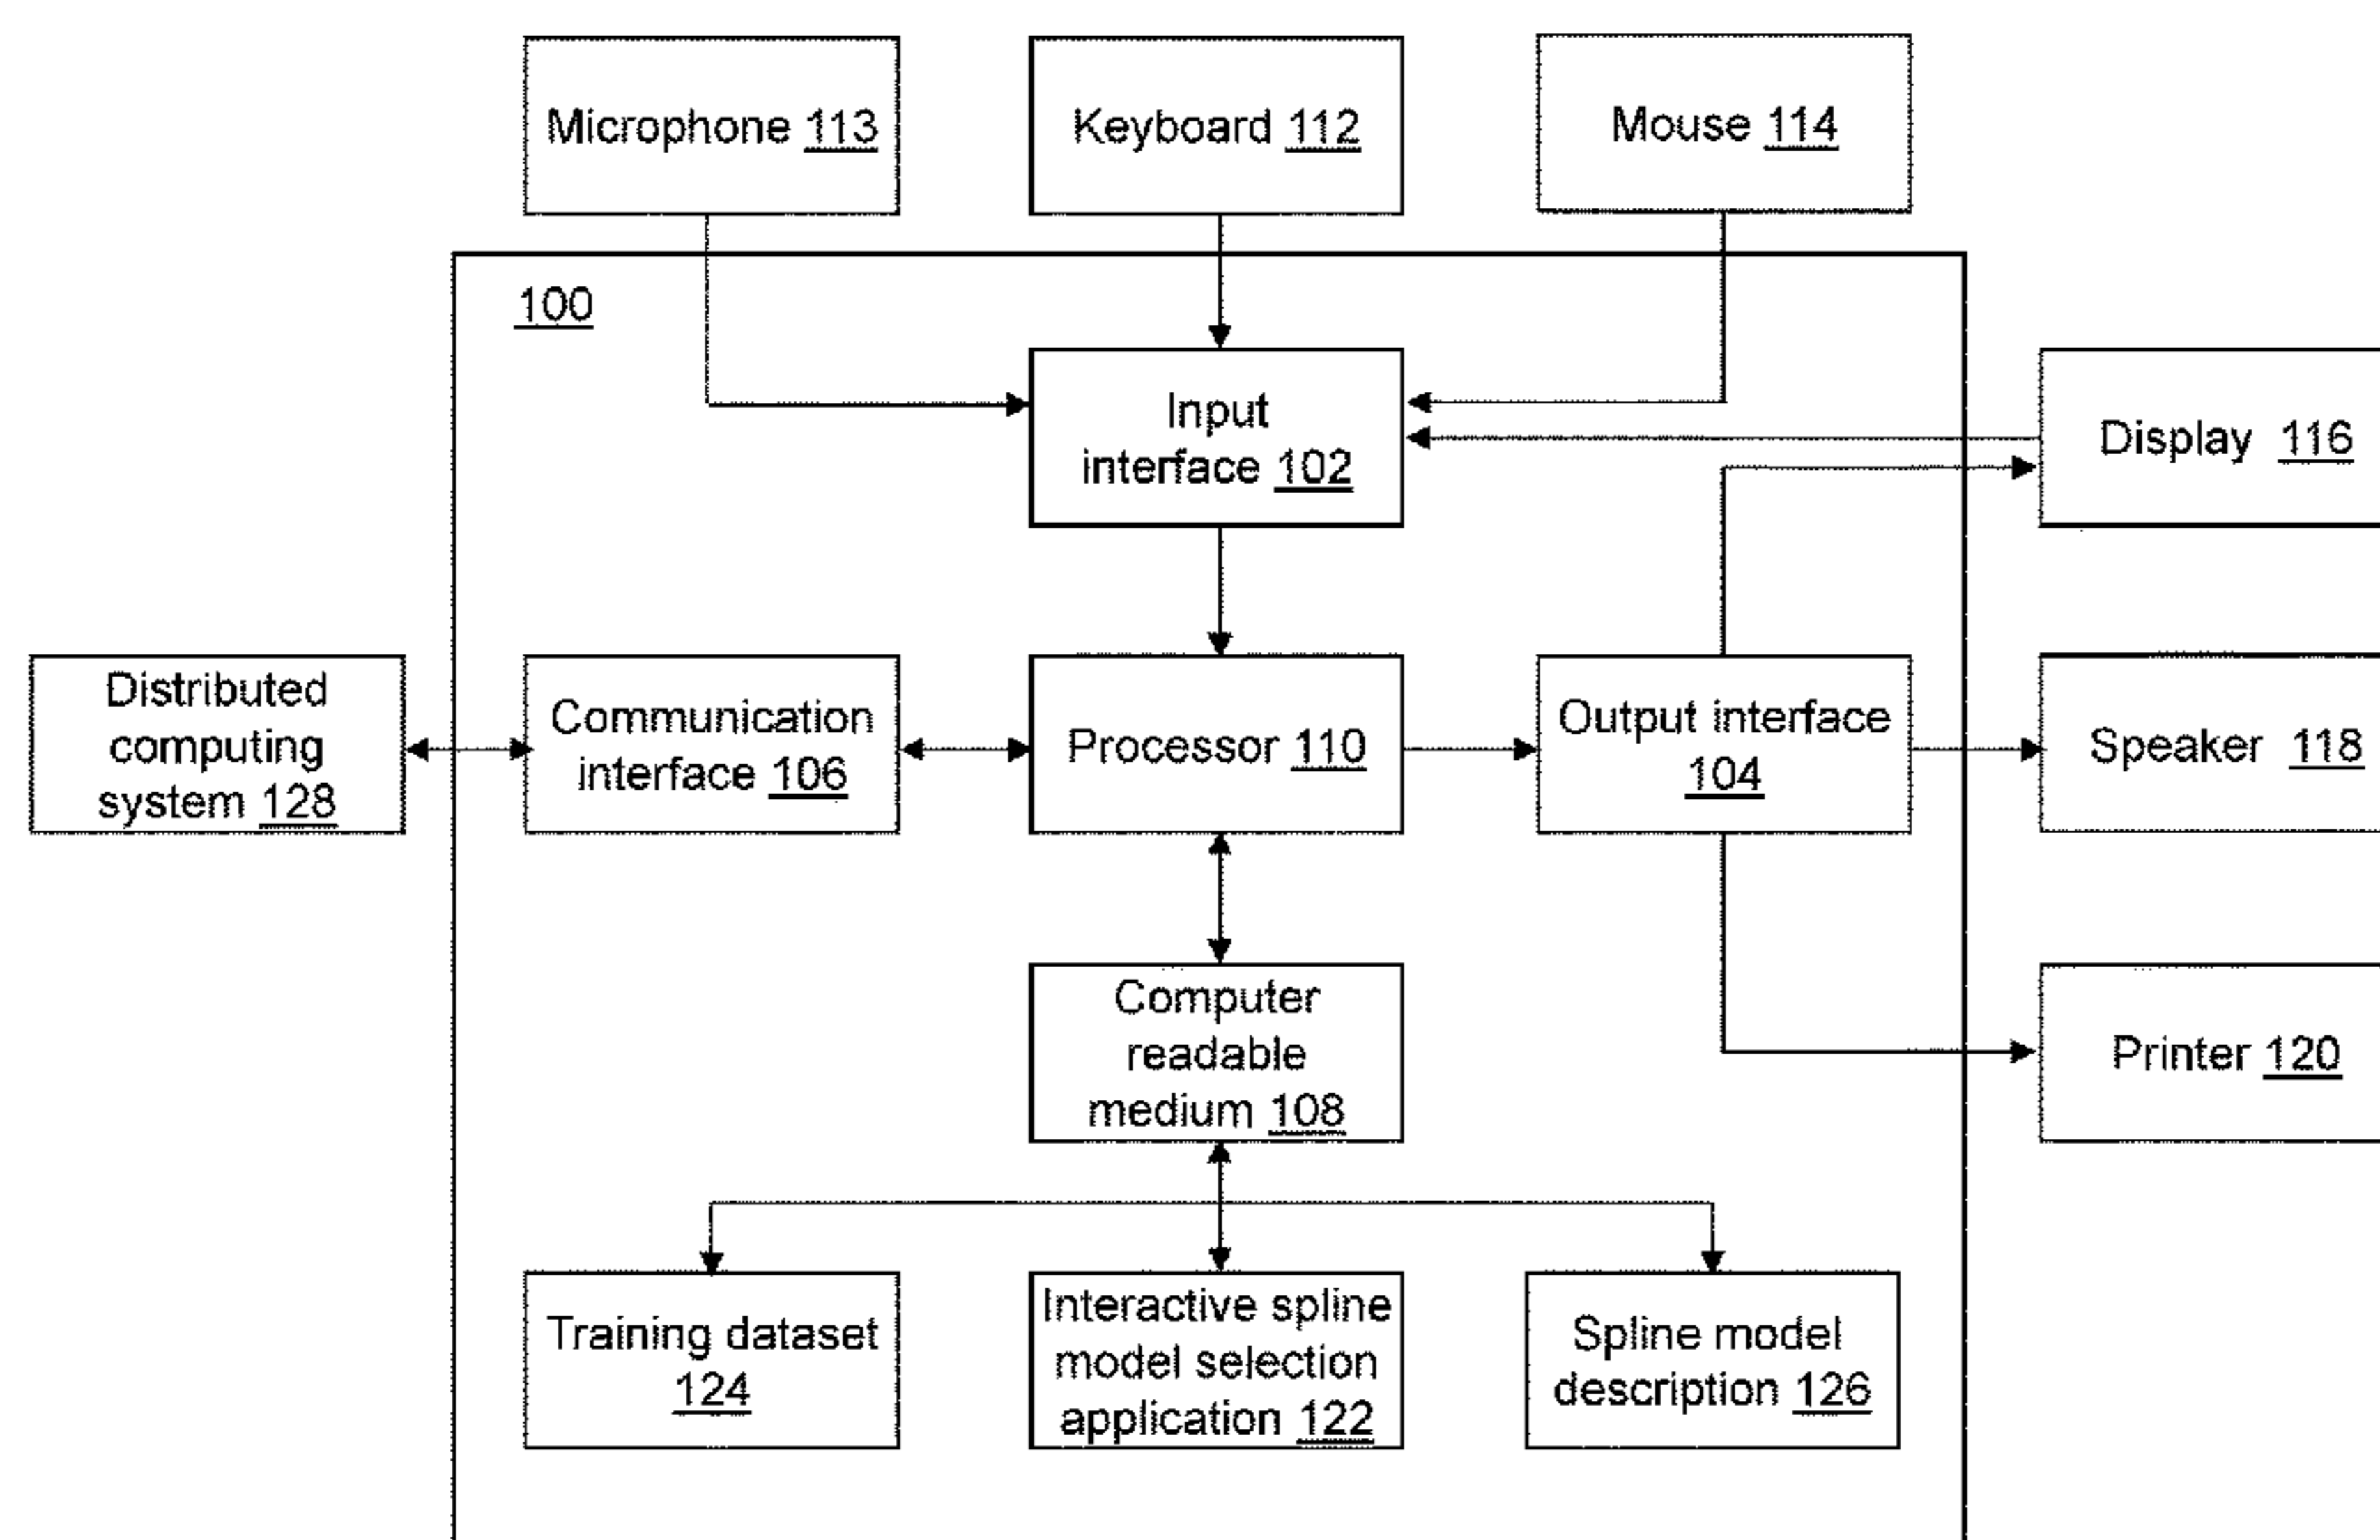 Microphone 113
Keyboard 112
Mouse 114
100
Input
interface 102
Display 116
Distributed
computing
system 128
Communication
interface 106
Processor 110
Output interface
104
Speaker 118
Computer
readable
medium 108
Printer 120
Training dataset
124
Interactive spline
model selection
application 122
Spline model
description 126